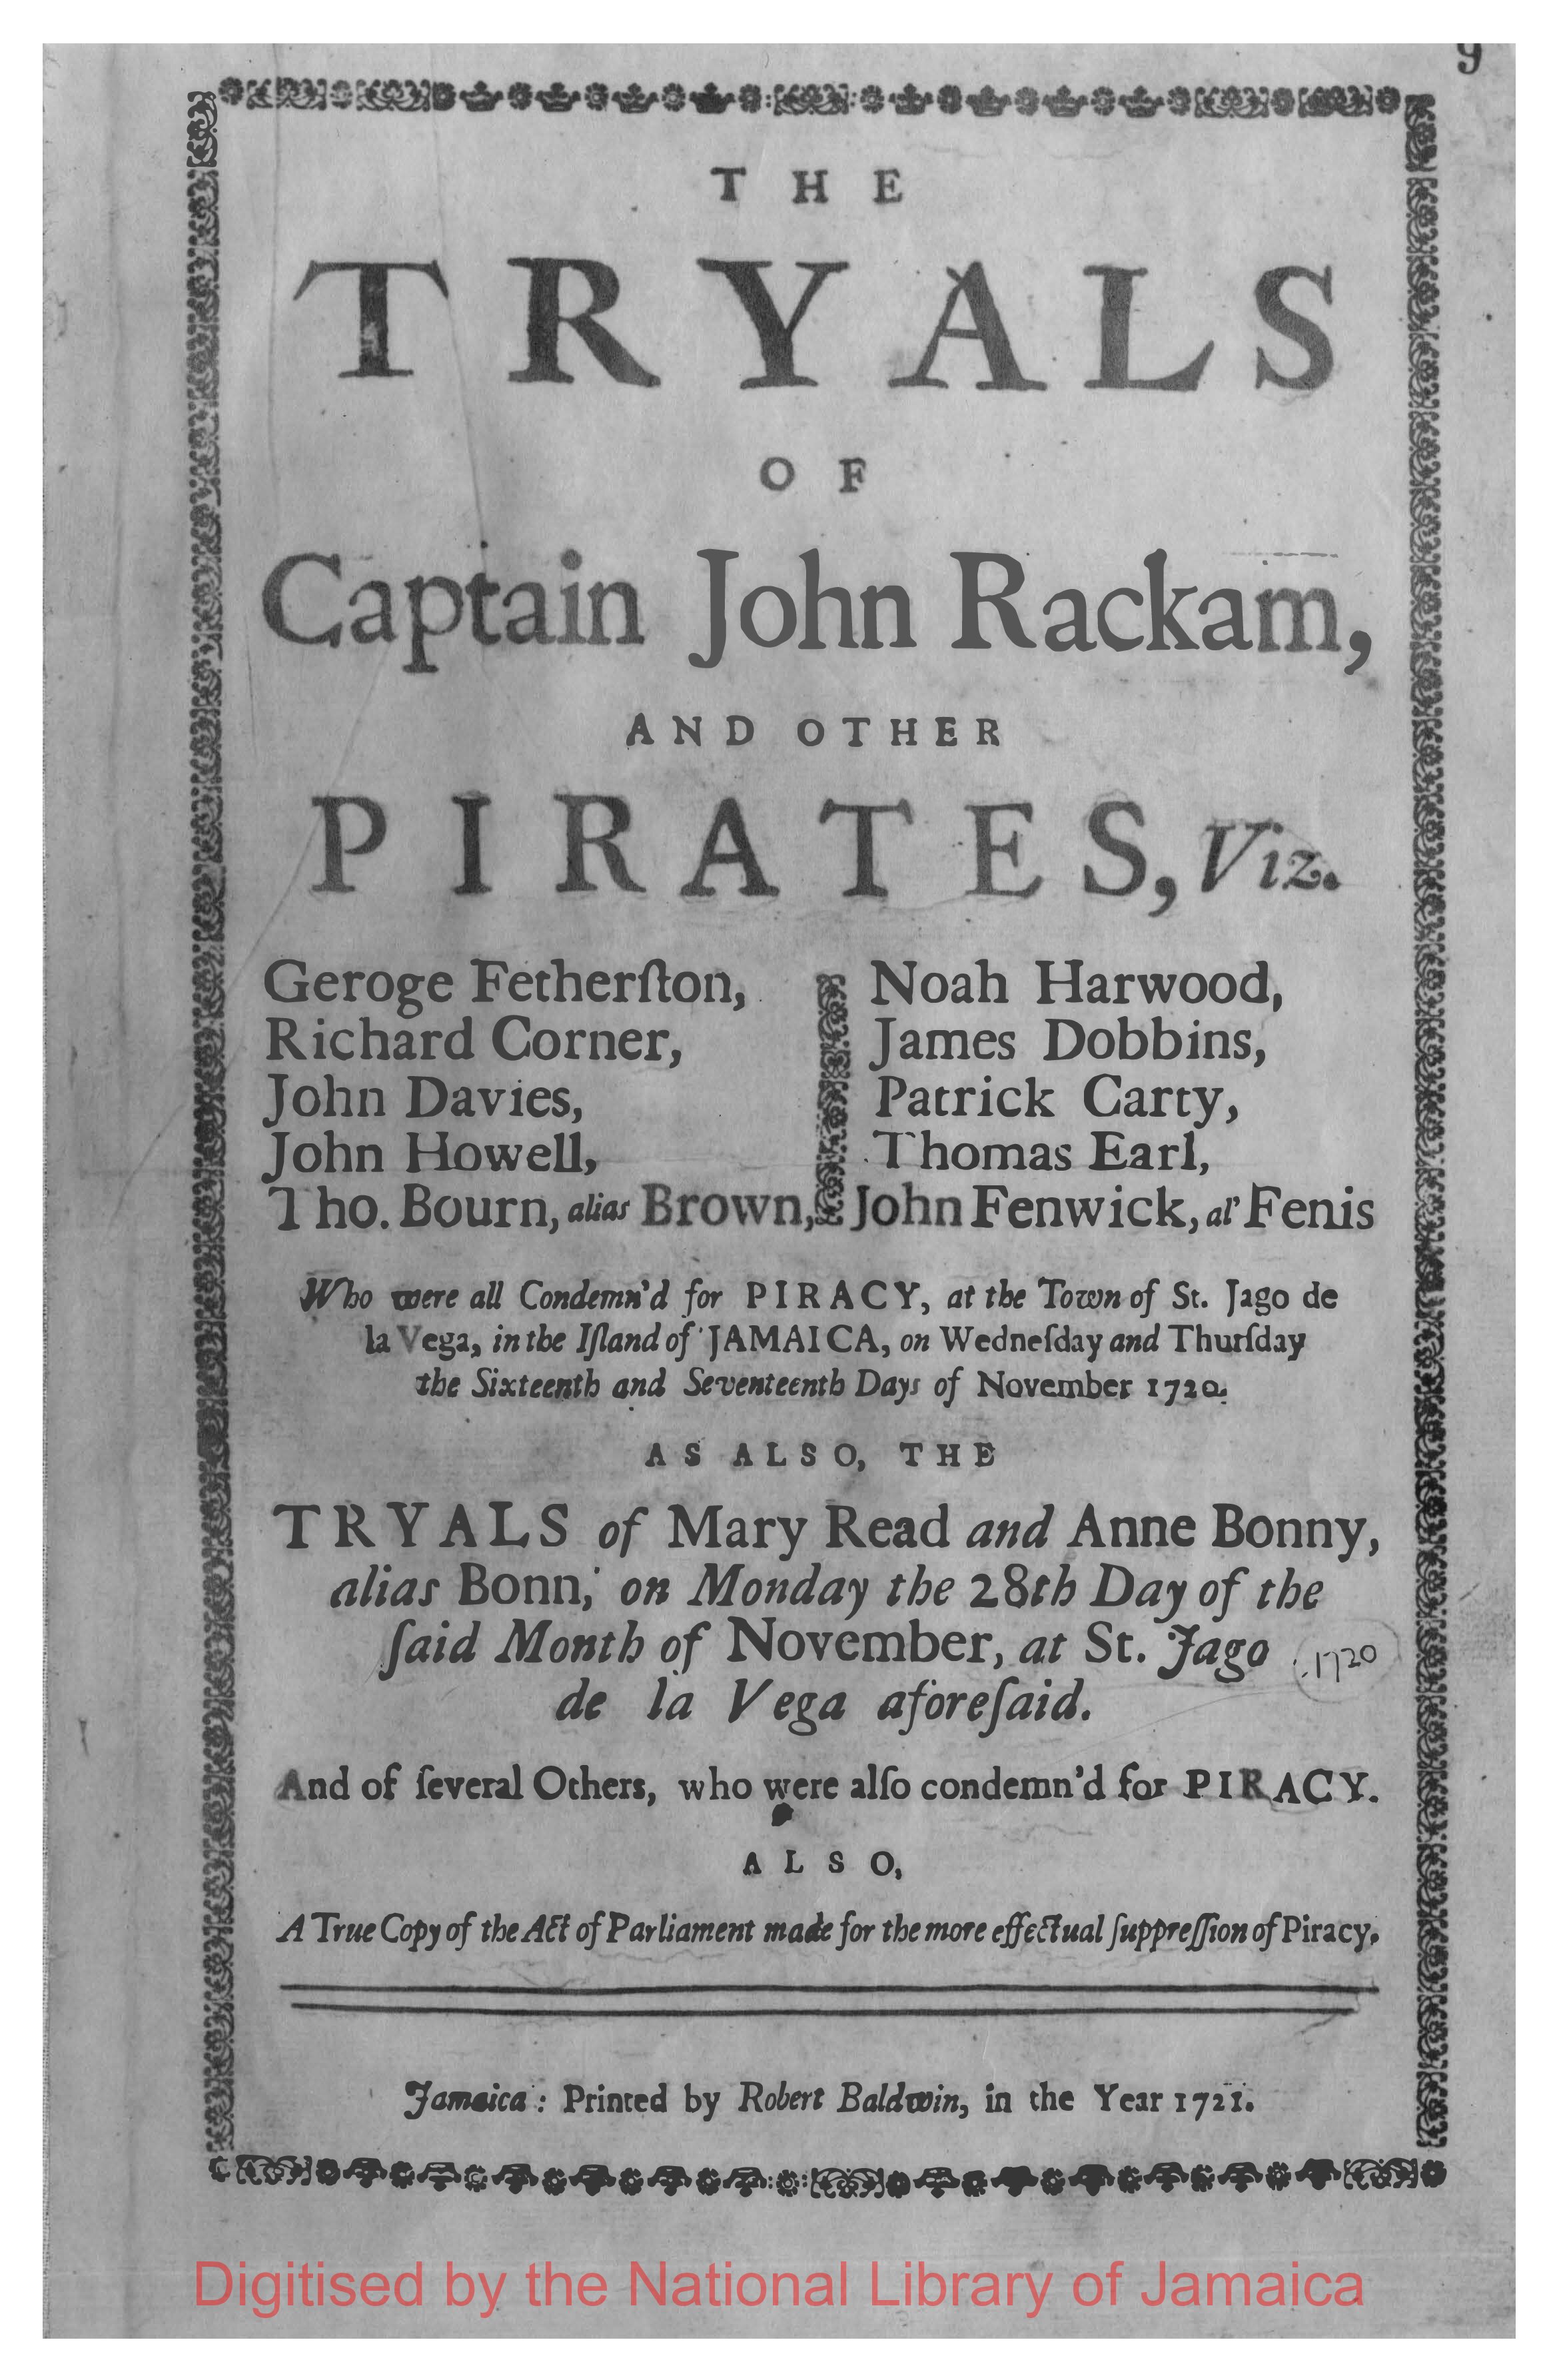 9
THE
TRYALS
OF
Captain John Rackam,
AND OTHER
PIRATES, Viz.
Geroge Fetherſton,
Richard Corner,
John Davies,
John Howell,
Tho. Bourn, alias Brown,
Noah Harwood,
James Dobbins,
Patrick Carty,
Thomas Earl,
John Fenwick, al' Fenis
Who were all Condemn'd for PIRACY, at the Town of St. Jago de
la Vega, in the Iſland of JAMAICA, on Wedneſday and Thurſday
the Sixteenth and Seventeenth Days of November 1720.
AS ALSO, THE
TRYALS of Mary Read and Anne Bonny,
alias Bonn, on Monday the 28th Day of the
ſaid Month of November, at St. Jago
1720
de la Vega aforeſaid.
And of ſeveral Others, who were alſo condemn'd for PIRACY.
ALSO,
A True Copy of the Act of Parliament made for the more effectual ſuppreſſion of Piracy.
Jamaica: Printed by Robert Baldwin, in the Year 1721.
Digitised by the National Library of Jamaica